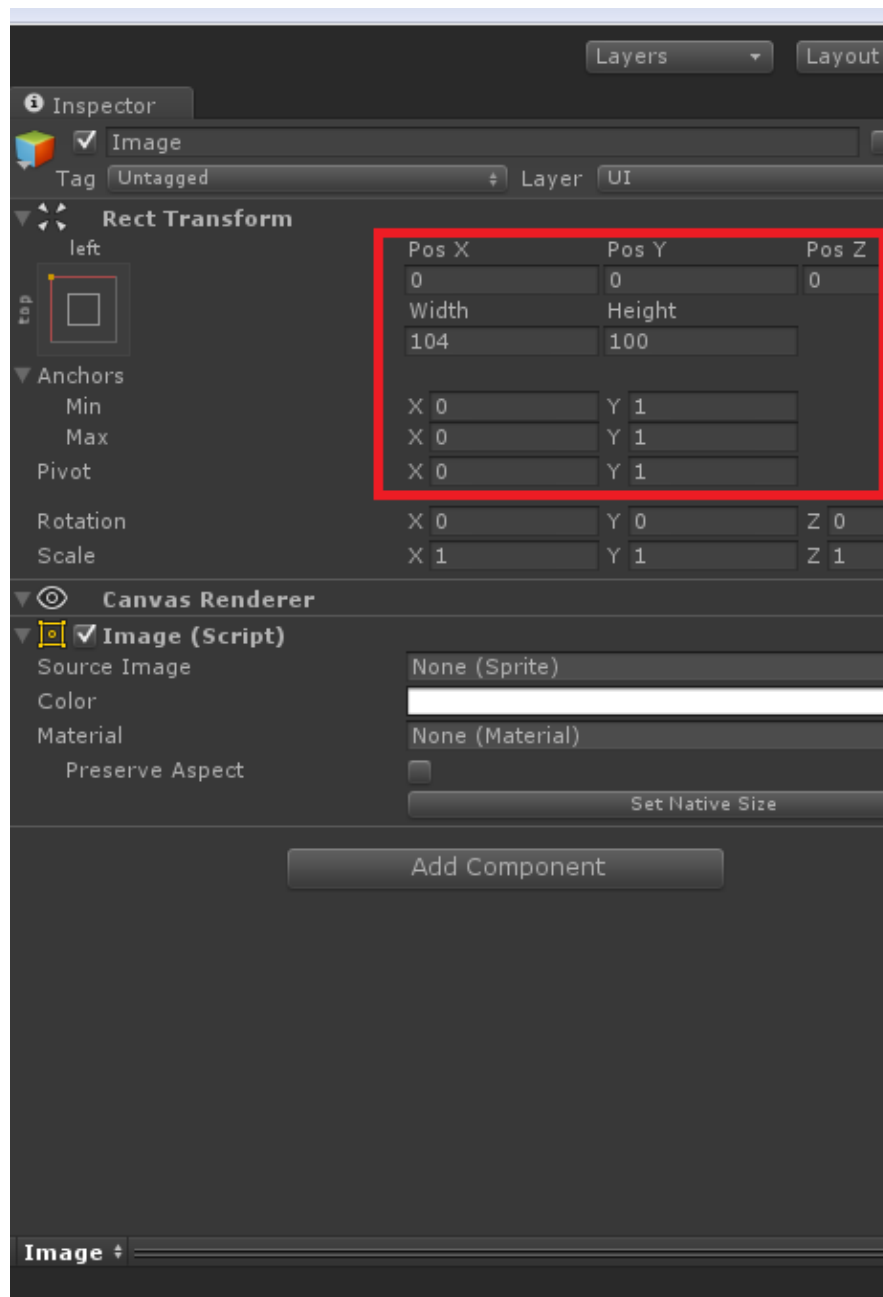 Layers Layout
Inspector
Image
Tag Untagged Layer UI
Rect Transform
left Pos X Pos Y Pos Z
top 0 0 0
Width Height
104 100
Anchors
Min X 0 Y 1
Max X 0 Y 1
Pivot X 0 Y 1
Rotation X 0 Y 0 Z 0
Scale X 1 Y 1 Z 1
Canvas Renderer
Image (Script)
Source Image None (Sprite)
Color
Material None (Material)
Preserve Aspect
Set Native Size
Add Component
Image